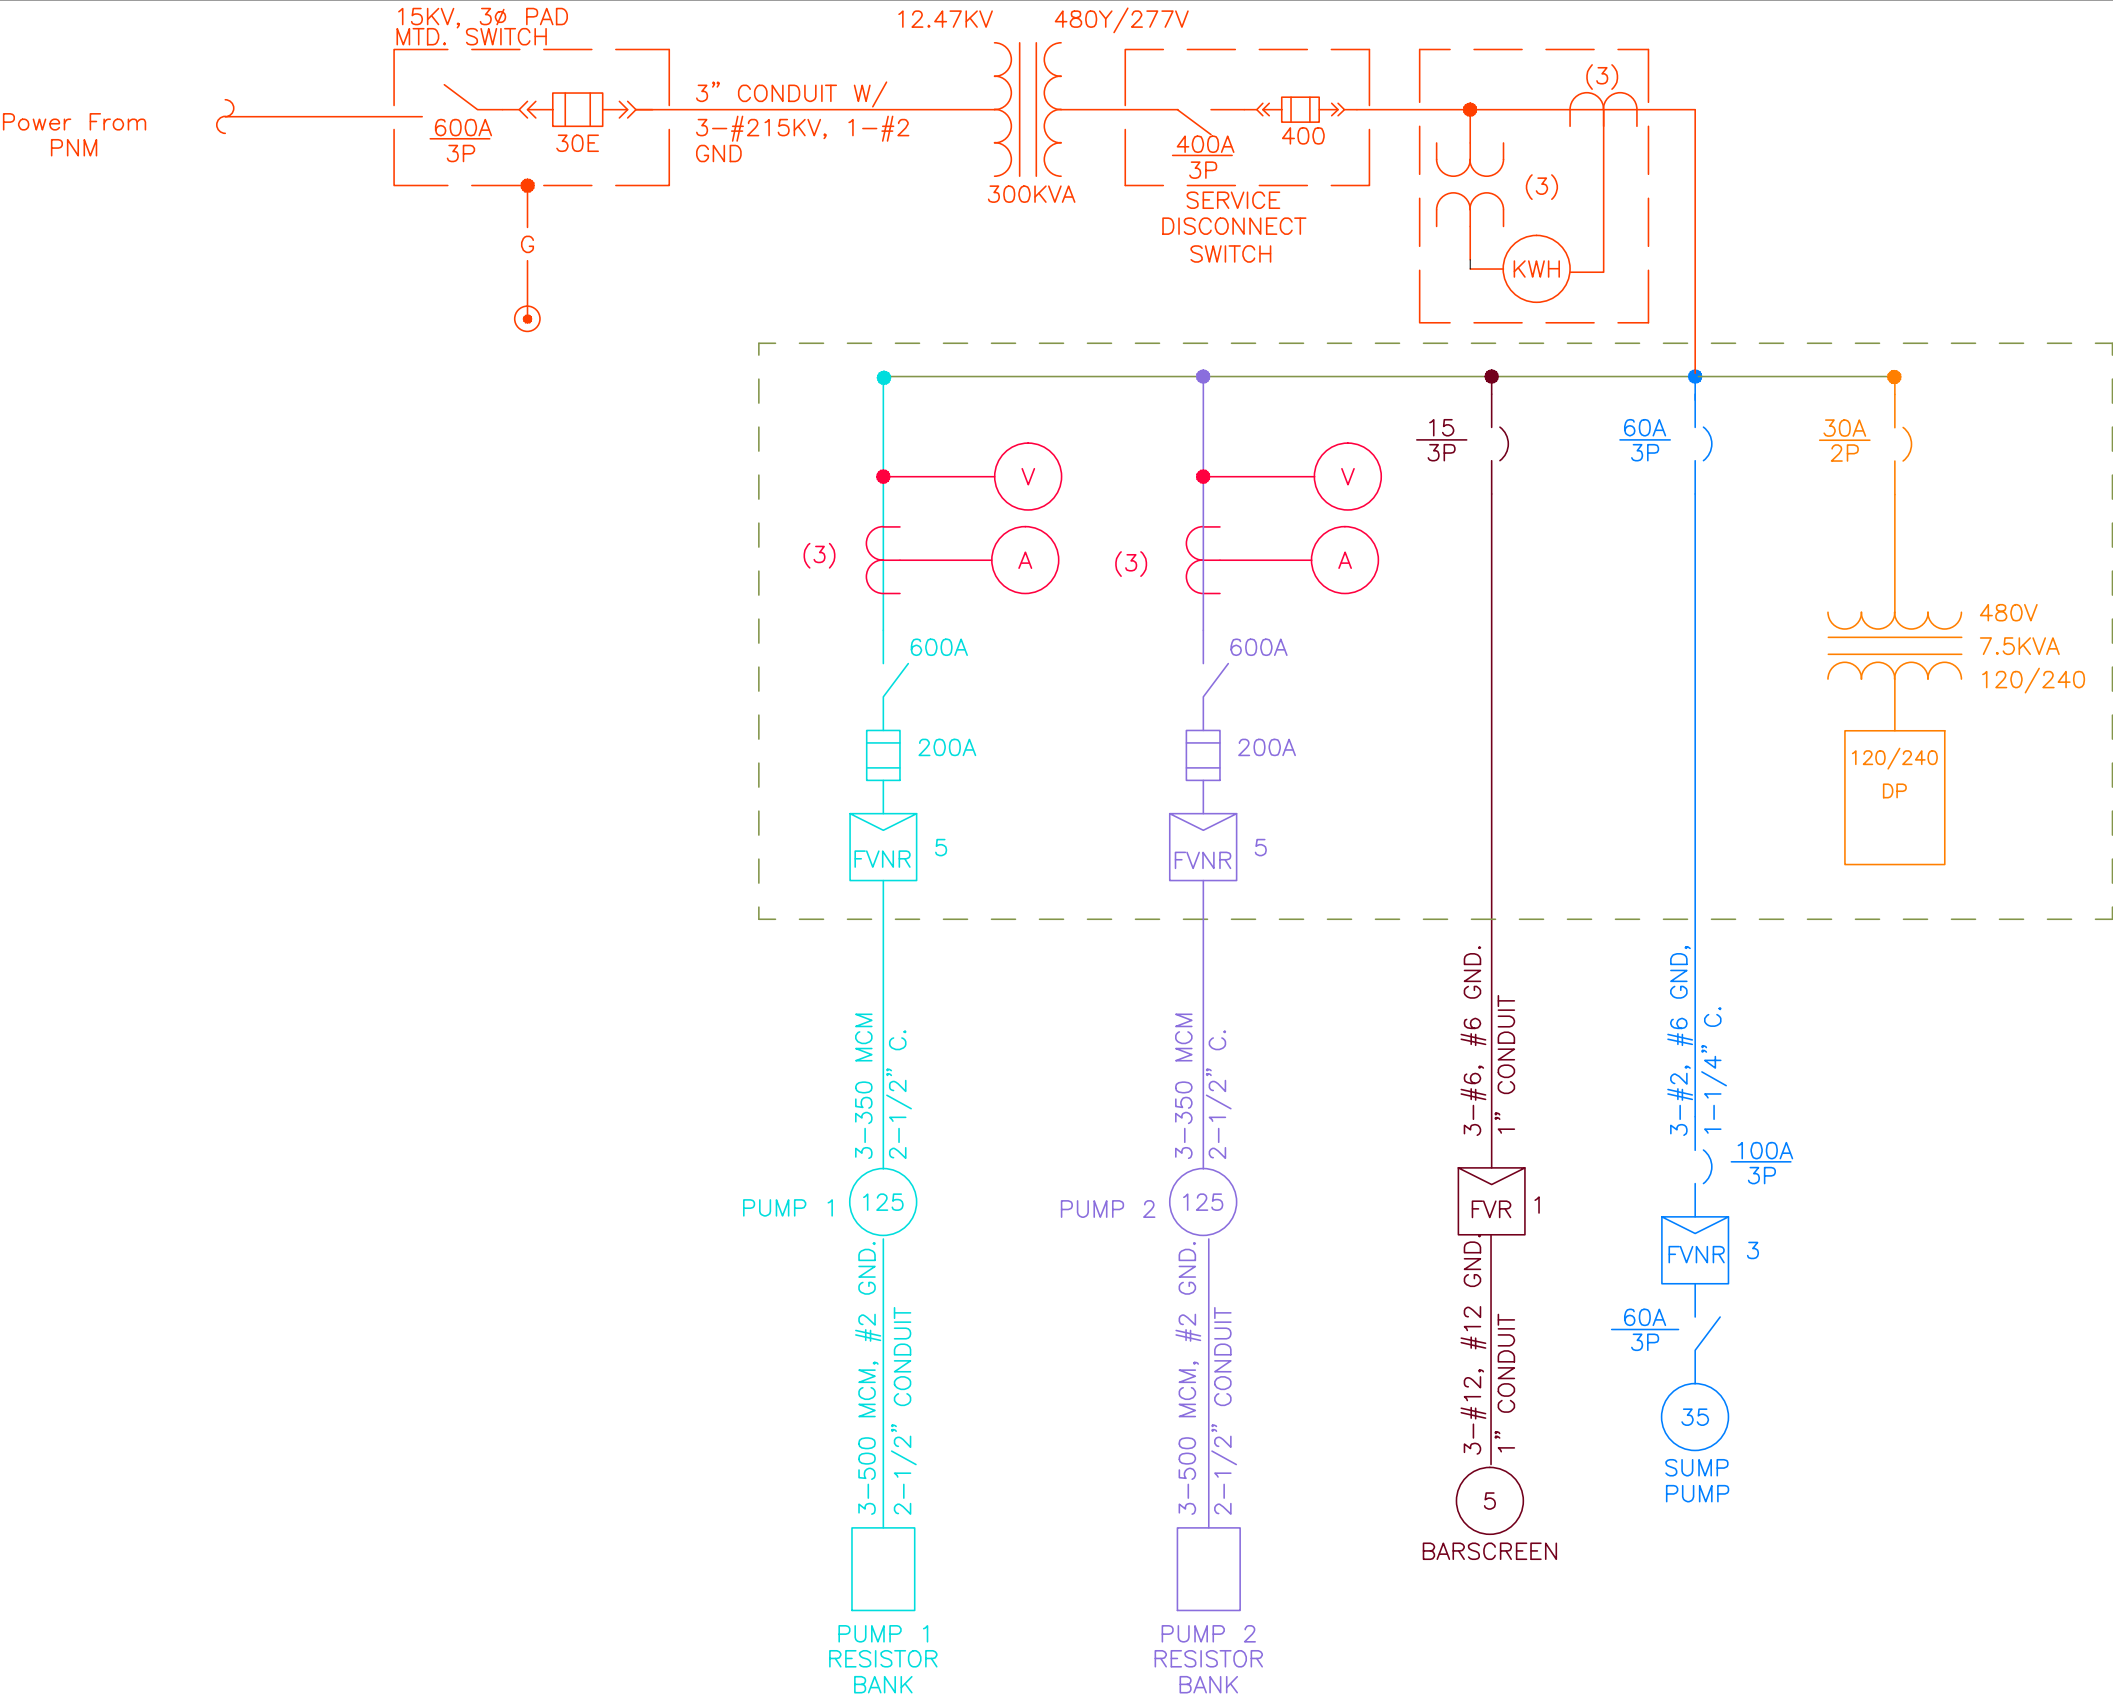 15KV, 3ø PAD
MTD. SWITCH
12.47KV
480Y/277V
Power From
PNM
600A
3P
30E
3" CONDUIT W/
3-#215KV, 1-#2
GND
300KVA
400A
3P
400
SERVICE
DISCONNECT
SWITCH
(3)
(3)
KWH
G
15
3P
60A
3P
30A
2P
V
V
(3)
A
(3)
A
600A
600A
480V
7.5KVA
120/240
200A
200A
120/240
DP
FVNR
5
FVNR
5
3-350 MCM
2-1/2" C.
3-350 MCM
2-1/2" C.
3-#6, #6 GND.
1" CONDUIT
3-#2, #6 GND,
1-1/4" C.
100A
3P
PUMP 1
125
PUMP 2
125
FVR
1
FVNR
3
3-500 MCM, #2 GND.
2-1/2" CONDUIT
3-500 MCM, #2 GND.
2-1/2" CONDUIT
3-#12, #12 GND.
1" CONDUIT
60A
3P
35
SUMP
PUMP
5
BARSCREEN
PUMP 1
RESISTOR
BANK
PUMP 2
RESISTOR
BANK